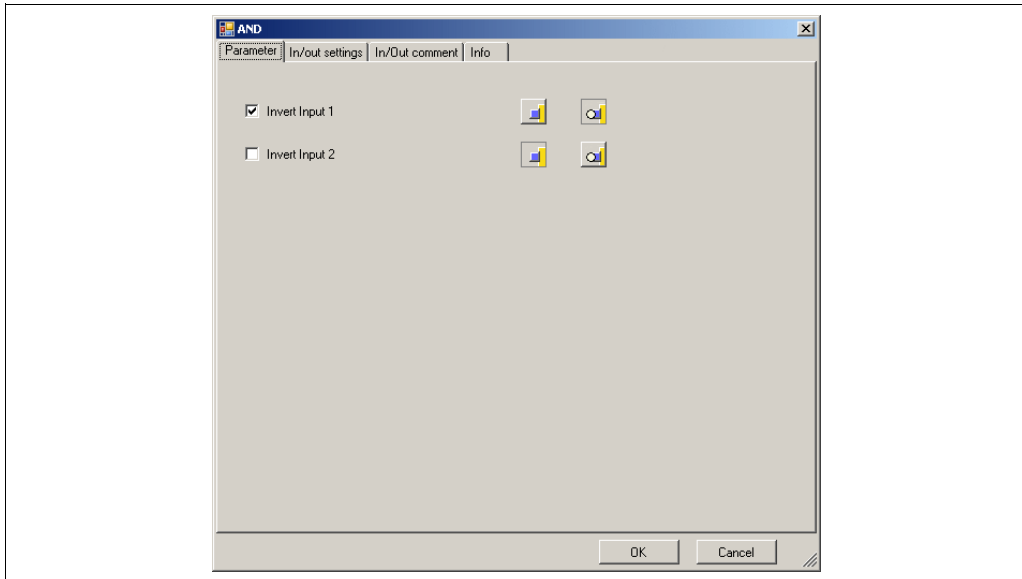 AND
Parameter In/out settings In/Out comment Info
Invert Input 1
Invert Input 2
OK Cancel